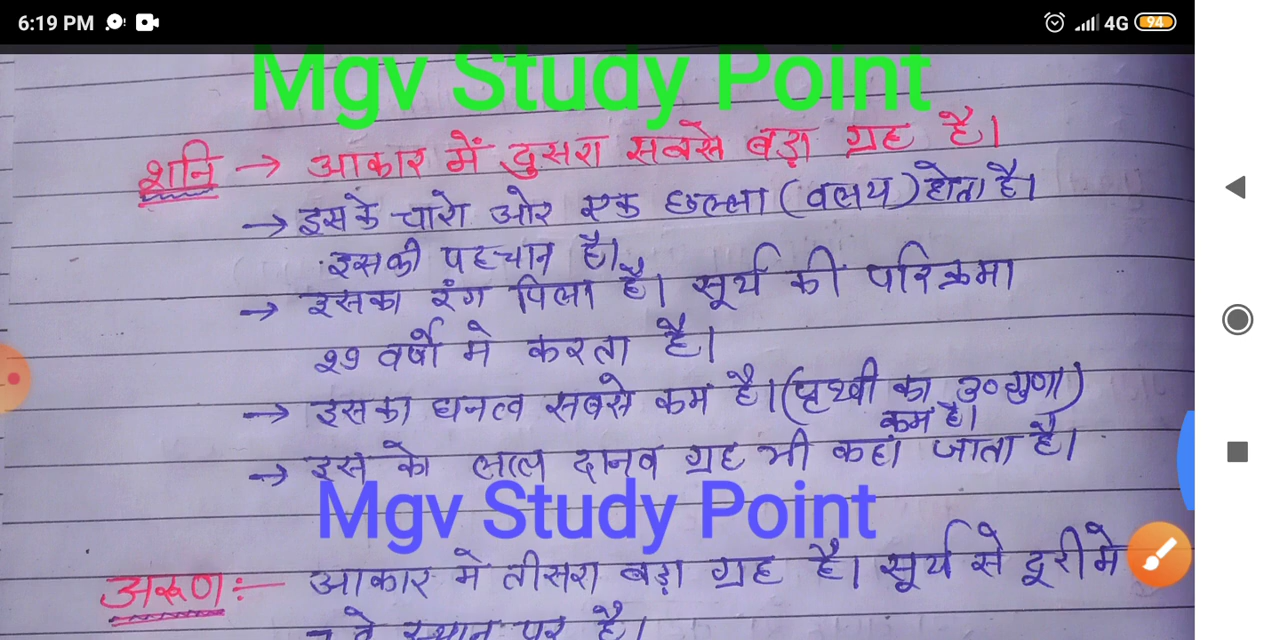 6:19 PM 4G 94
Mgv Study Point
शनि → आकार में दुसरा सबसे बड़ा ग्रह है।
→ इसके चारो ओर एक छल्ला (वलय) होता है।
इसकी पहचान है।
→ इसका रंग पिला है। सूर्य की परिक्रमा
29 वर्षो मे करता है।
→ इसका घनत्व सबसे कम है। (पृथ्वी का 30 गुणा)
कम है।
→ इस को लाल दानव ग्रह भी कहा जाता है।
Mgv Study Point
अरूण :— आकार मे तीसरा बड़ा ग्रह है। सूर्य से दूरी मे
7 वे स्थान पर है।